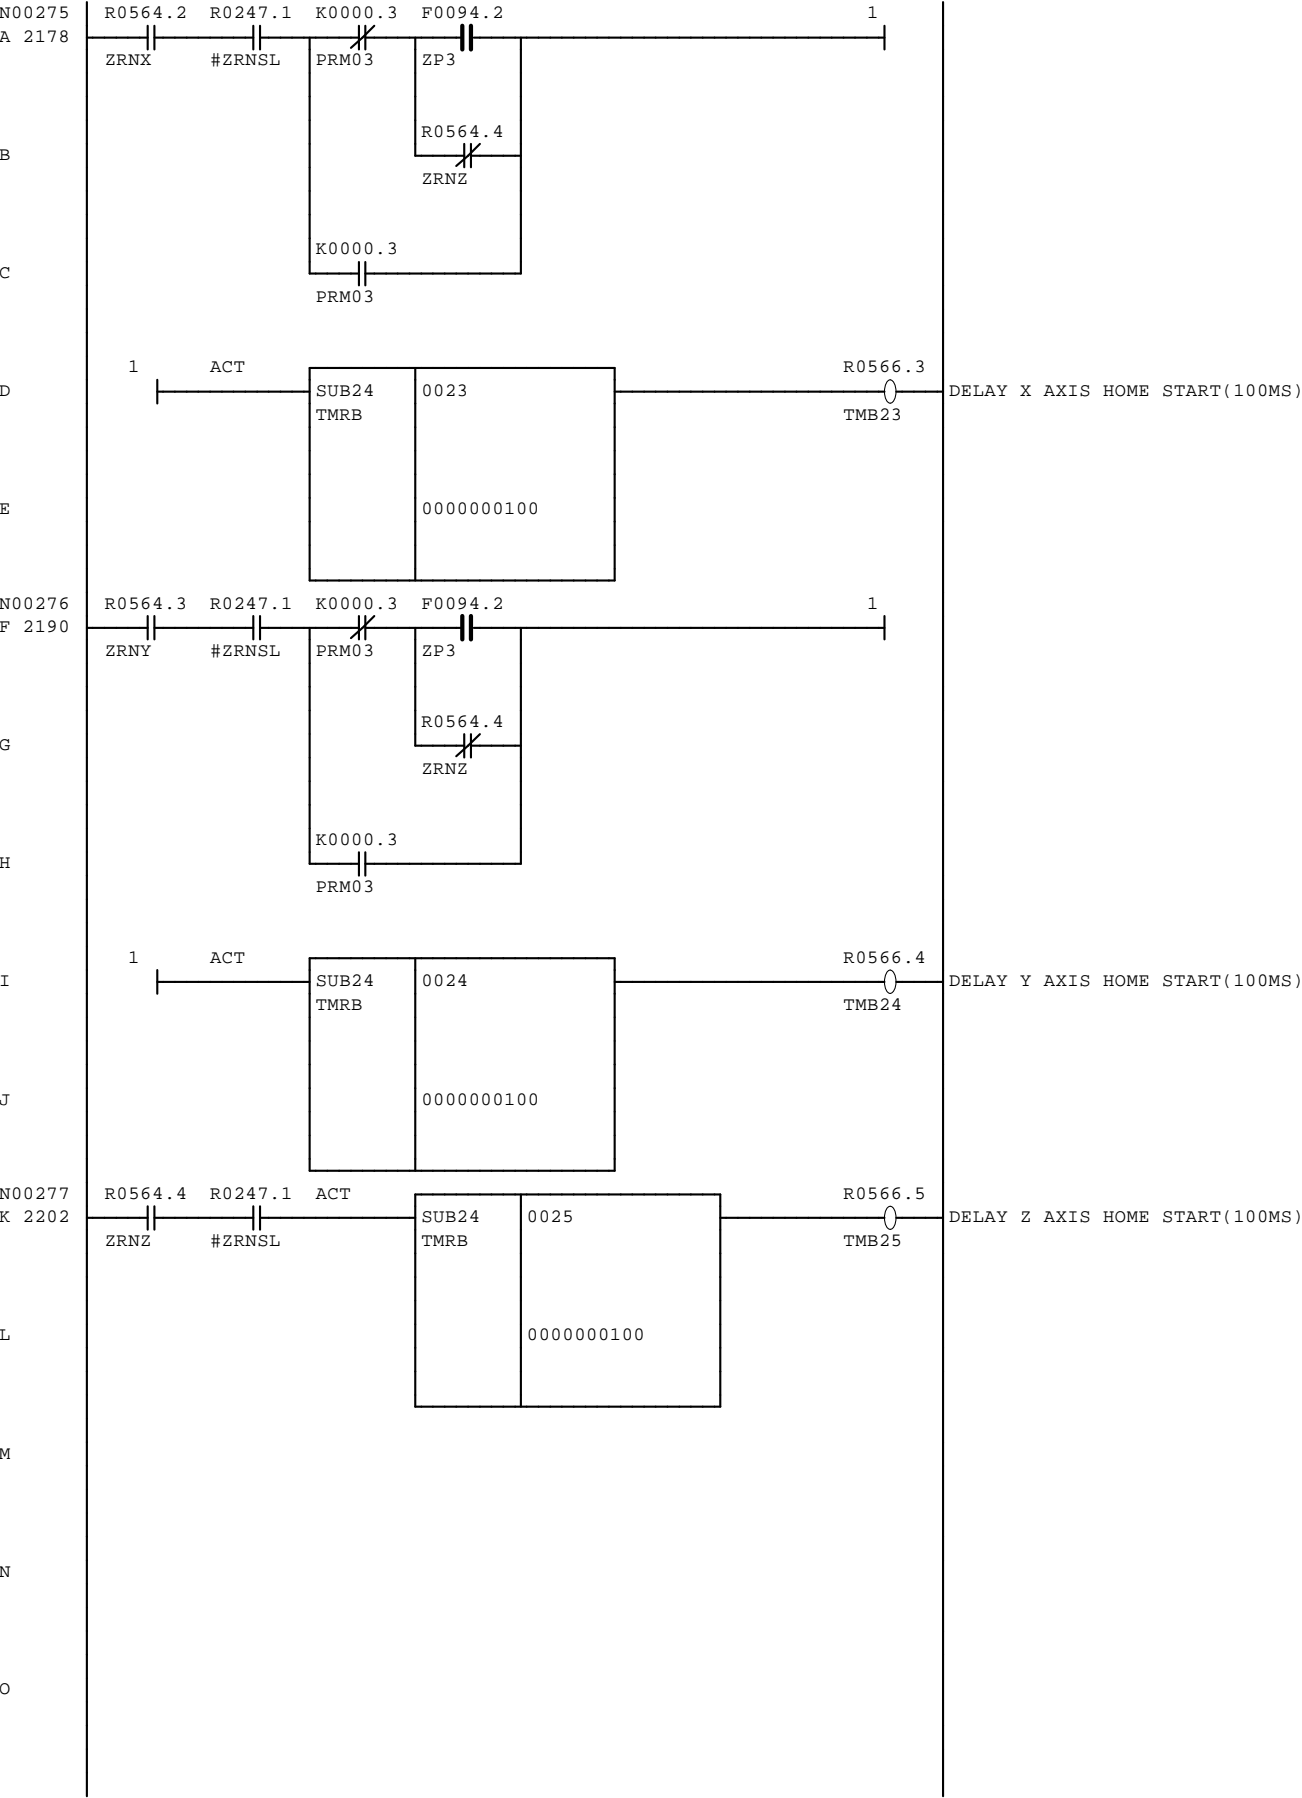 N00275 R0564.2 R0247.1 K0000.3 F0094.2 1
A 2178
ZRNX #ZRNSL PRM03 ZP3
R0564.4
B
ZRNZ
K0000.3
C
PRM03
1 ACT R0566.3
D SUB24 0023 DELAY X AXIS HOME START(100MS)
TMRB TMB23
E 0000000100
N00276 R0564.3 R0247.1 K0000.3 F0094.2 1
F 2190
ZRNY #ZRNSL PRM03 ZP3
R0564.4
G
ZRNZ
K0000.3
H
PRM03
1 ACT R0566.4
I SUB24 0024 DELAY Y AXIS HOME START(100MS)
TMRB TMB24
J 0000000100
N00277 R0564.4 R0247.1 ACT R0566.5
K 2202 SUB24 0025 DELAY Z AXIS HOME START(100MS)
ZRNZ #ZRNSL TMRB TMB25
L 0000000100
M
N
O